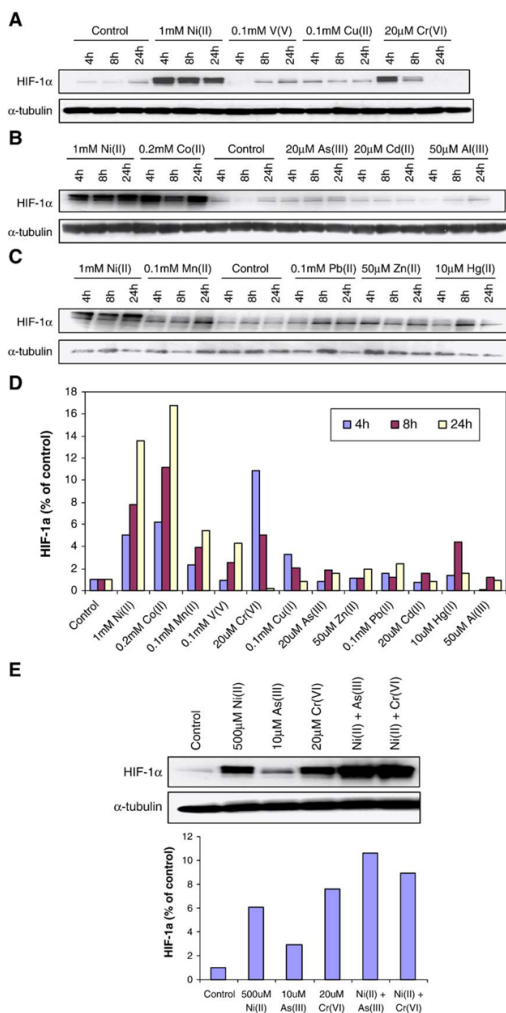 A
Control 1mM Ni(II) 0.1mM V(V) 0.1mM Cu(II) 20μM Cr(VI)
4h 8h 24h 4h 8h 24h 4h 8h 24h 4h 8h 24h 4h 8h 24h
HIF-1α
α-tubulin
B
1mM Ni(II) 0.2mM Co(II) Control 20μM As(III) 20μM Cd(II) 50μM Al(III)
4h 8h 24h 4h 8h 24h 4h 8h 24h 4h 8h 24h 4h 8h 24h 4h 8h 24h
HIF-1α
α-tubulin
C
1mM Ni(II) 0.1mM Mn(II) Control 0.1mM Pb(II) 50μM Zn(II) 10μM Hg(II)
4h 8h 24h 4h 8h 24h 4h 8h 24h 4h 8h 24h 4h 8h 24h 4h 8h 24h
HIF-1α
α-tubulin
D
HIF-1a (% of control)
18
16
14
12
10
8
6
4
2
0
4h 8h 24h
Control 1mM Ni(II) 0.2mM Co(II) 0.1mM Mn(II) 0.1mM V(V) 20uM Cr(VI) 0.1mM Cu(II) 20uM As(III) 50uM Zn(II) 0.1mM Pb(II) 20uM Cd(II) 10uM Hg(II) 50uM Al(III)
E
Control 500μM Ni(II) 10μM As(III) 20μM Cr(VI) Ni(II) + As(III) Ni(II) + Cr(VI)
HIF-1α
α-tubulin
HIF-1a (% of control)
12
10
8
6
4
2
0
Control 500uM 10uM 20uM Ni(II) + Ni(II) +
Ni(II) As(III) Cr(VI) As(III) Cr(VI)